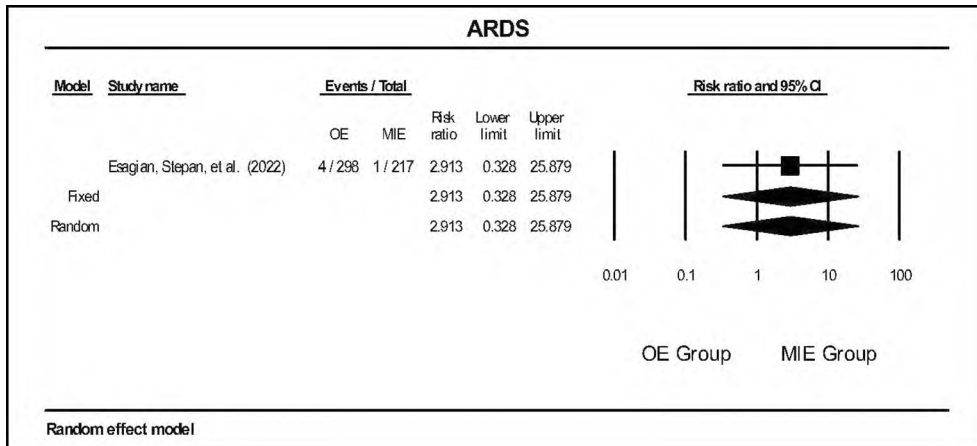 ARDS
Model Study name Events / Total Risk ratio and 95% CI
OE MIE Risk ratio Lower limit Upper limit
Esagian, Stepan, et al. (2022) 4 / 298 1 / 217 2.913 0.328 25.879
Fixed 2.913 0.328 25.879
Random 2.913 0.328 25.879
0.01 0.1 1 10 100
OE Group MIE Group
Random effect model